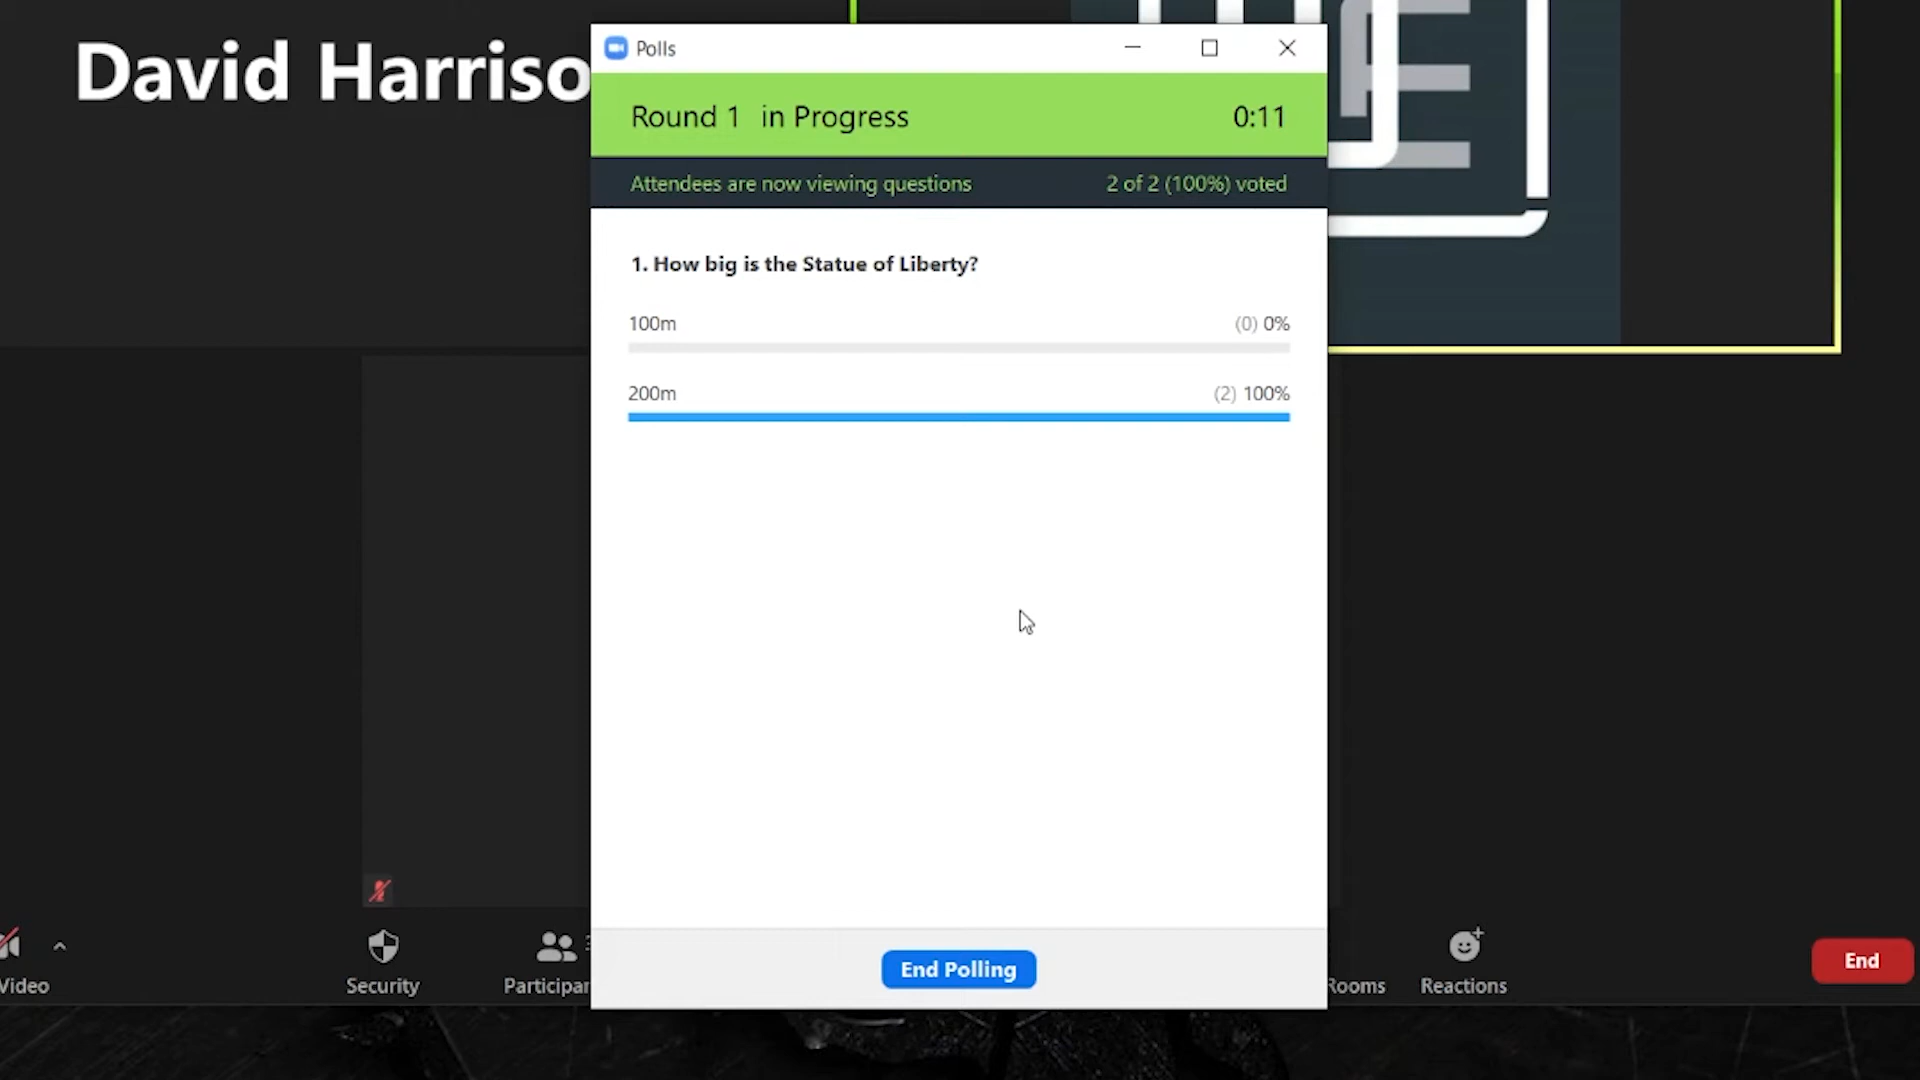 David Harriso
Polls
Round 1 in Progress 0:11
Attendees are now viewing questions 2 of 2 (100%) voted
1. How big is the Statue of Liberty?
100m (0) 0%
200m (2) 100%
End Polling
Video Security Participan Rooms Reactions End